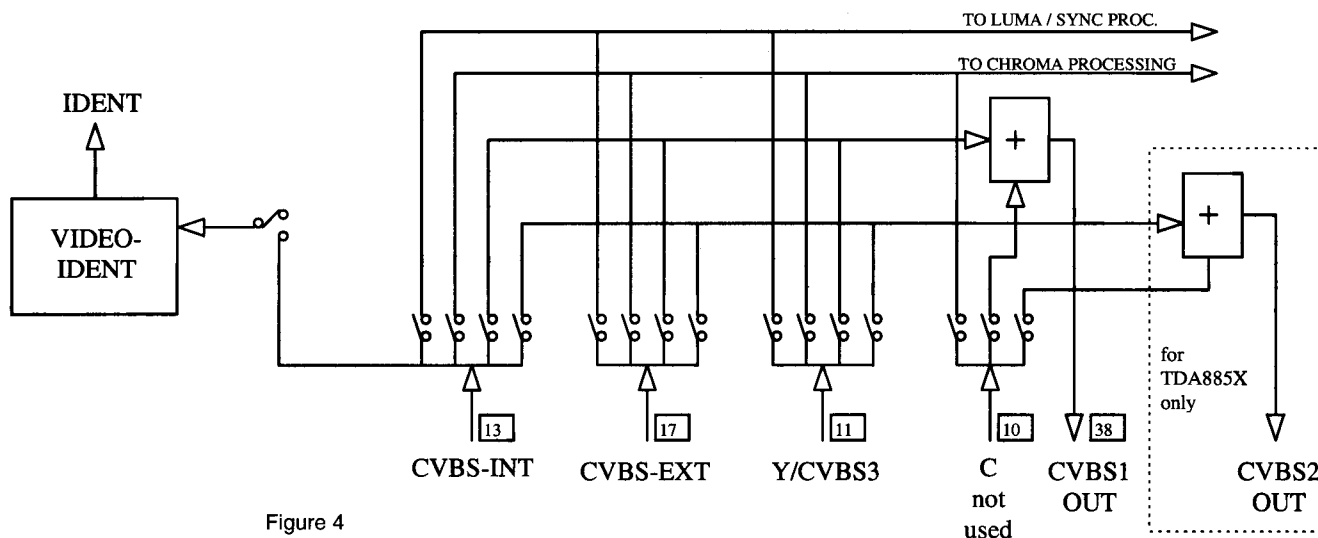 TO LUMA / SYNC PROC.
TO CHROMA PROCESSING
IDENT
VIDEO-
IDENT
+
+
for
TDA885X
only
13
17
11
10
38
CVBS-INT
CVBS-EXT
Y/CVBS3
C
not
used
CVBS1
OUT
CVBS2
OUT
Figure 4